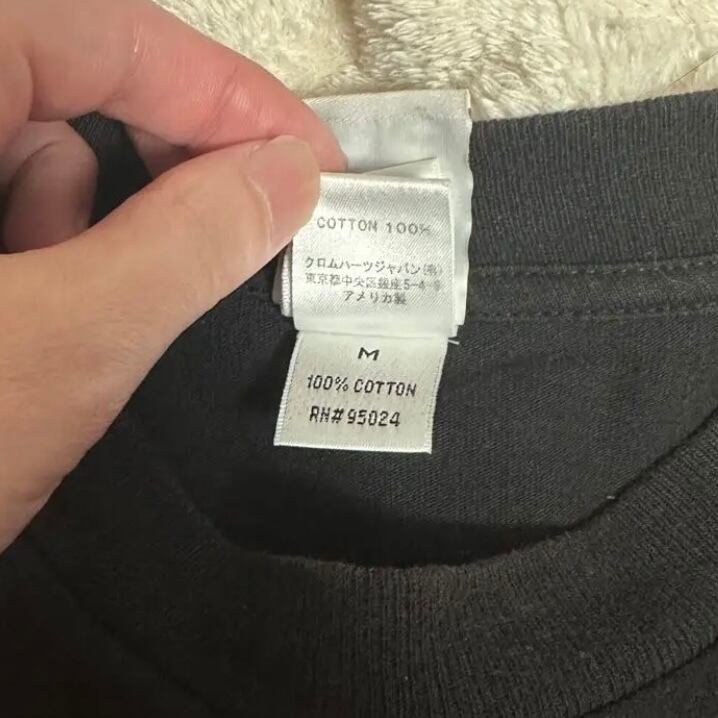 COTTON 100%
クロムハーツジャパン(有)
東京都中央区銀座5-4-9
アメリカ製
M
100% COTTON
RN# 95024